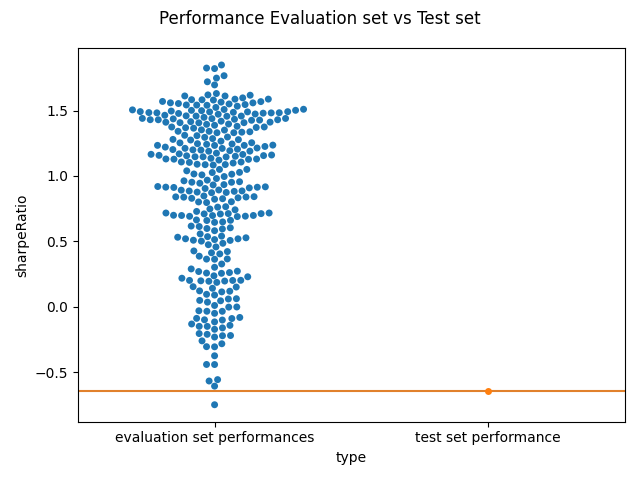 Performance Evaluation set vs Test set
sharpeRatio
1.5
1.0
0.5
0.0
−0.5
evaluation set performances
test set performance
type